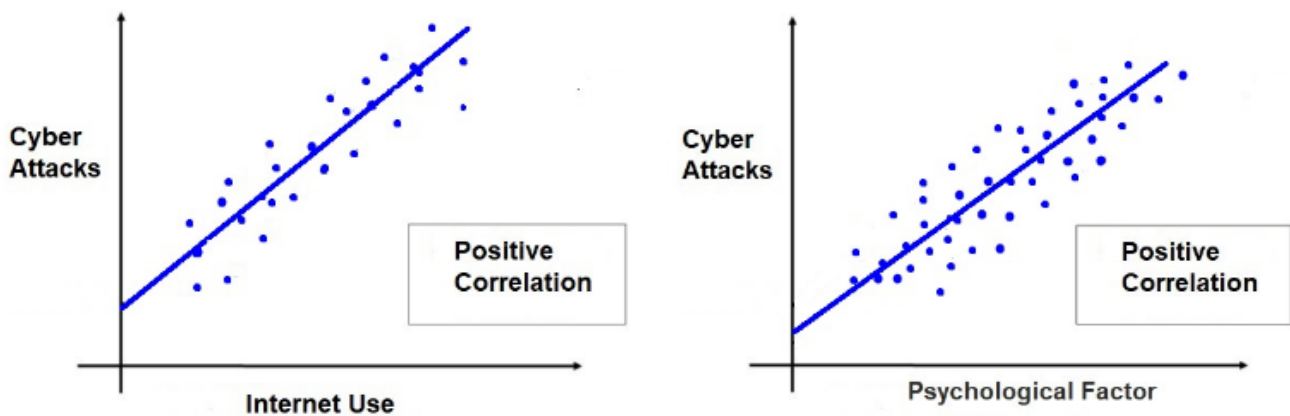 Cyber
Attacks
Positive
Correlation
Internet Use
Cyber
Attacks
Positive
Correlation
Psychological Factor